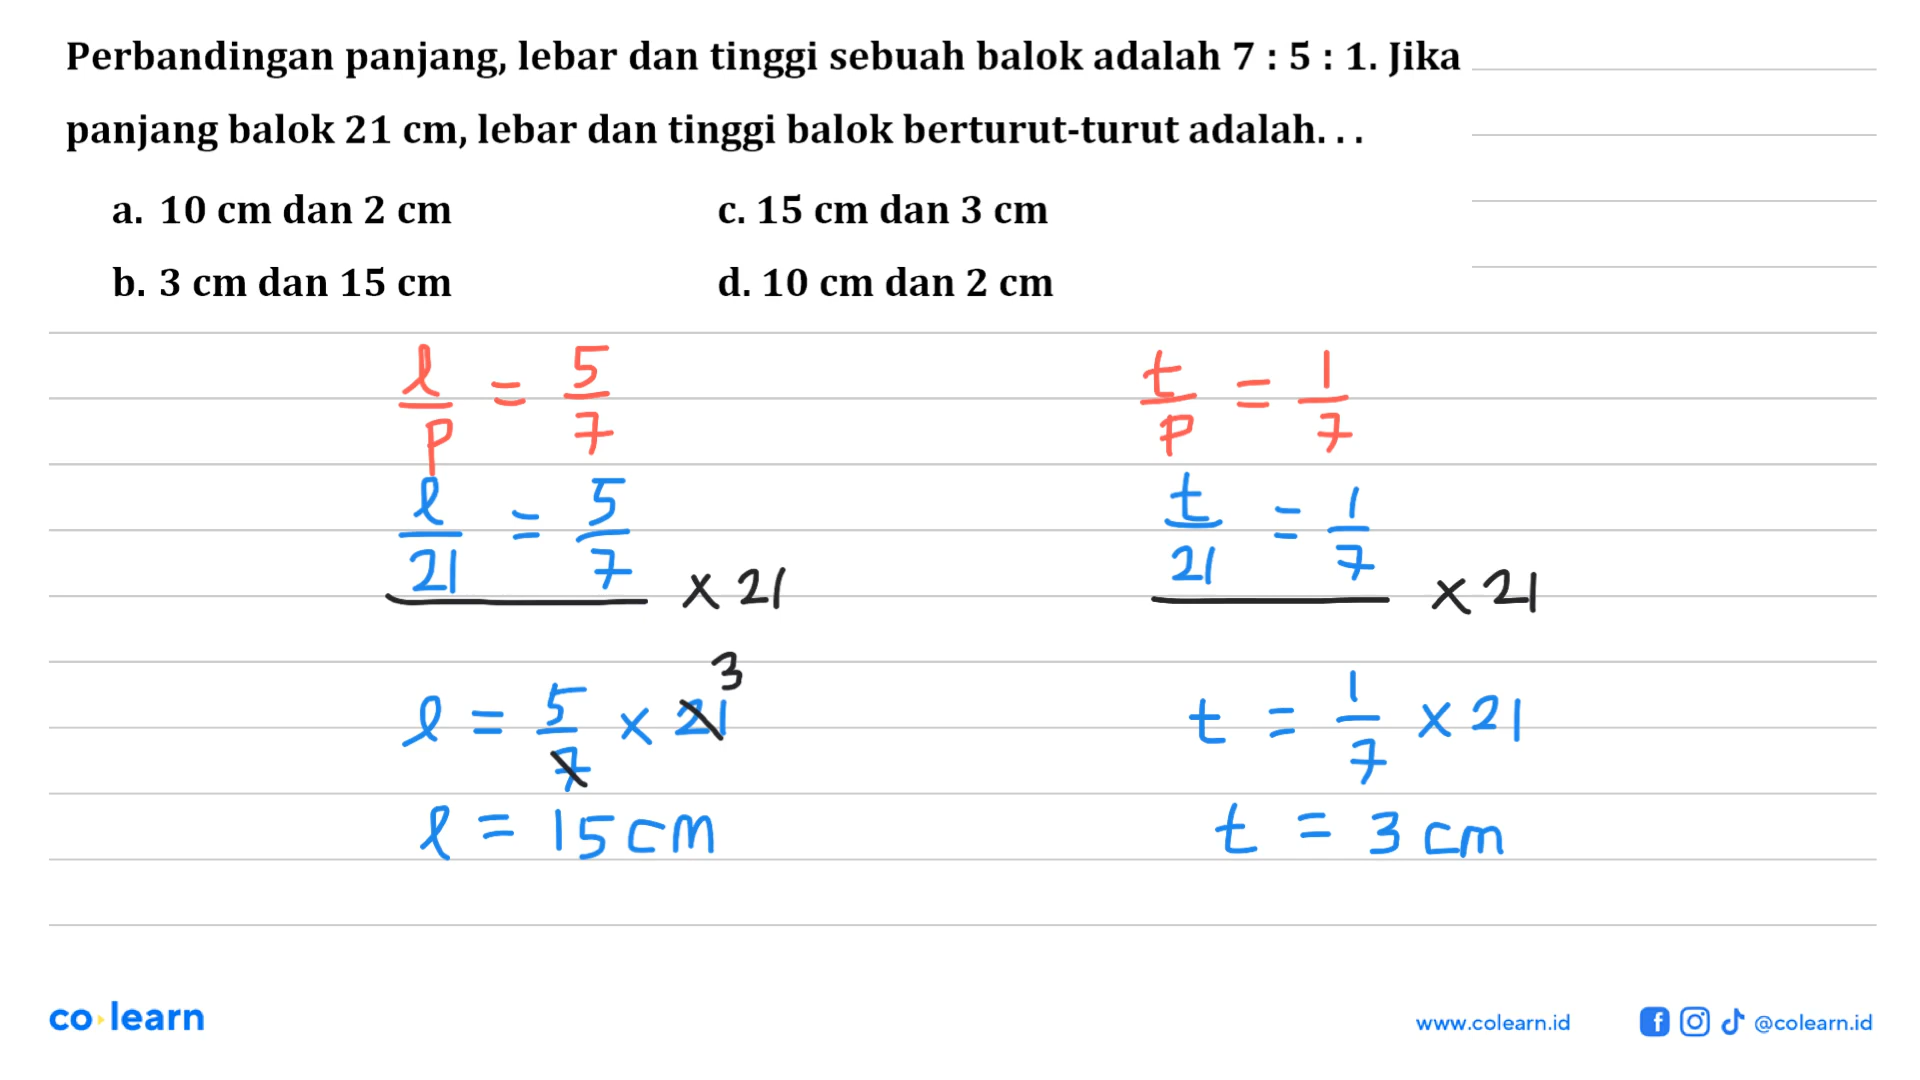 Perbandingan panjang, lebar dan tinggi sebuah balok adalah 7 : 5 : 1. Jika
panjang balok 21 cm, lebar dan tinggi balok berturut-turut adalah. . .
a. 10 cm dan 2 cm
c. 15 cm dan 3 cm
b. 3 cm dan 15 cm
d. 10 cm dan 2 cm
l/p = 5/7
t/p = 1/7
l/21 = 5/7 × 21
t/21 = 1/7 × 21
3
l = 5/7 × 21
t = 1/7 × 21
l = 15 cm
t = 3 cm
co learn
www.colearn.id
@colearn.id